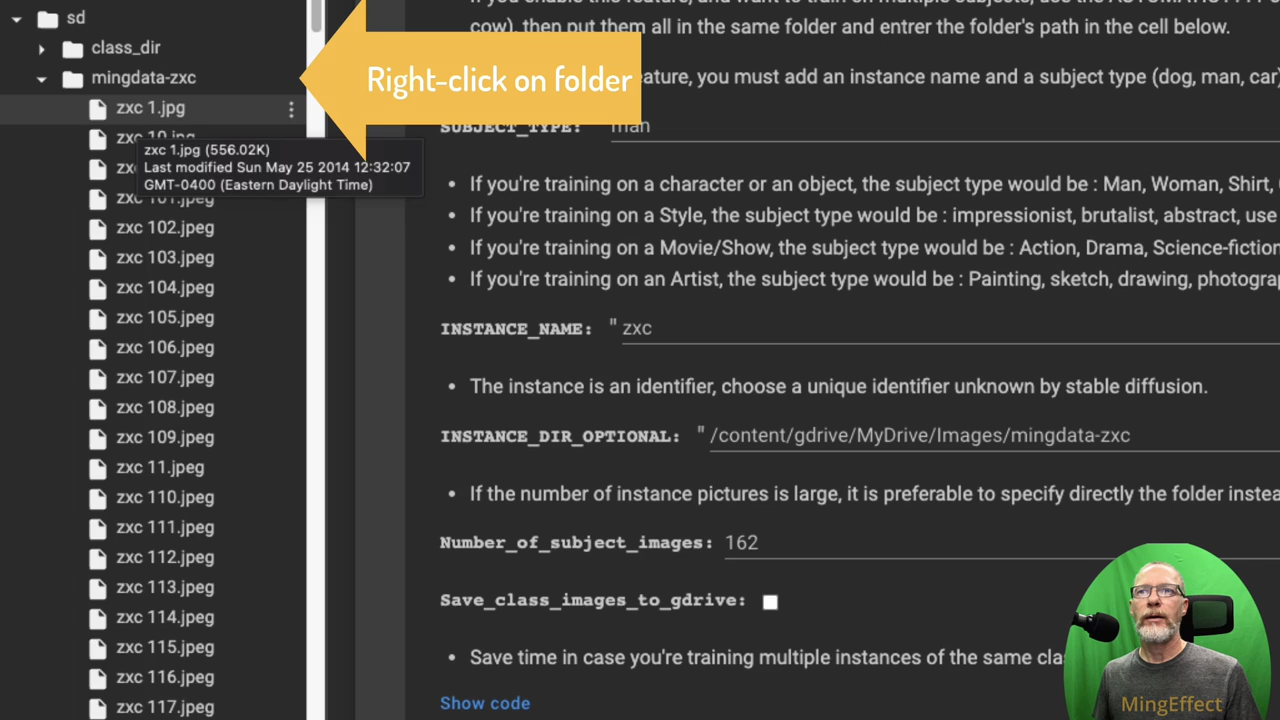 sd
class_dir
mingdata-zxc
zxc 1.jpg
zxc 10.jpg
zxc
zxc 101.jpeg
zxc 102.jpeg
zxc 103.jpeg
zxc 104.jpeg
zxc 105.jpeg
zxc 106.jpeg
zxc 107.jpeg
zxc 108.jpeg
zxc 109.jpeg
zxc 11.jpeg
zxc 110.jpeg
zxc 111.jpeg
zxc 112.jpeg
zxc 113.jpeg
zxc 114.jpeg
zxc 115.jpeg
zxc 116.jpeg
zxc 117.jpeg
zxc 1.jpg (556.02K)
Last modified Sun May 25 2014 12:32:07
GMT-0400 (Eastern Daylight Time)
Right-click on folder
cow), then put them all in the same folder and entrer the folder's path in the cell below.
eature, you must add an instance name and a subject type (dog, man, car)
SUBJECT_TYPE: man
• If you're training on a character or an object, the subject type would be : Man, Woman, Shirt,
• If you're training on a Style, the subject type would be : impressionist, brutalist, abstract, use
• If you're training on a Movie/Show, the subject type would be : Action, Drama, Science-fiction
• If you're training on an Artist, the subject type would be : Painting, sketch, drawing, photogra
INSTANCE_NAME: " zxc
• The instance is an identifier, choose a unique identifier unknown by stable diffusion.
INSTANCE_DIR_OPTIONAL: " /content/gdrive/MyDrive/Images/mingdata-zxc
• If the number of instance pictures is large, it is preferable to specify directly the folder instea
Number_of_subject_images: 162
Save_class_images_to_gdrive:
• Save time in case you're training multiple instances of the same cla
Show code
MingEffect